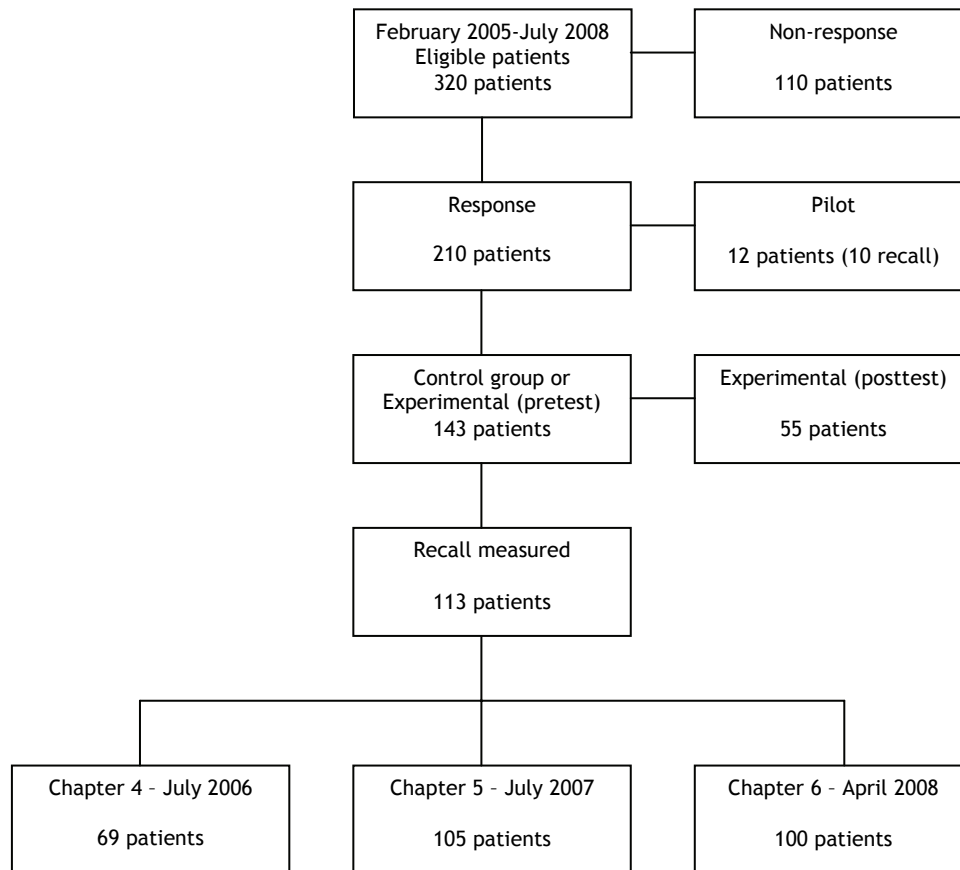 February 2005-July 2008
Eligible patients
320 patients
Non-response
110 patients
Response
210 patients
Pilot
12 patients (10 recall)
Control group or
Experimental (pretest)
143 patients
Experimental (posttest)
55 patients
Recall measured
113 patients
Chapter 4 – July 2006
69 patients
Chapter 5 – July 2007
105 patients
Chapter 6 – April 2008
100 patients